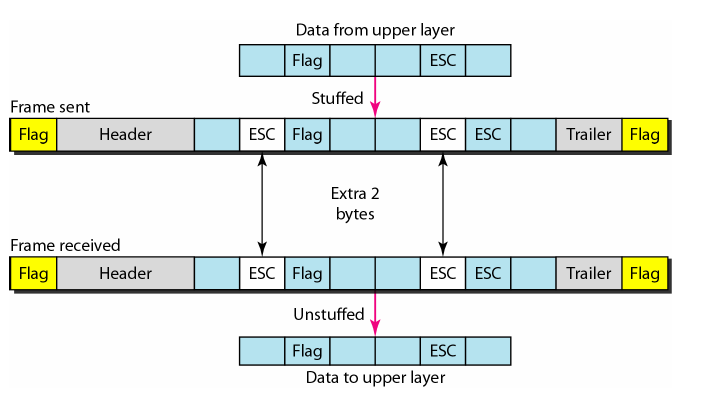 Data from upper layer
Flag ESC
Stuffed
Frame sent
Flag Header ESC Flag ESC ESC Trailer Flag
Extra 2
bytes
Frame received
Flag Header ESC Flag ESC ESC Trailer Flag
Unstuffed
Flag ESC
Data to upper layer